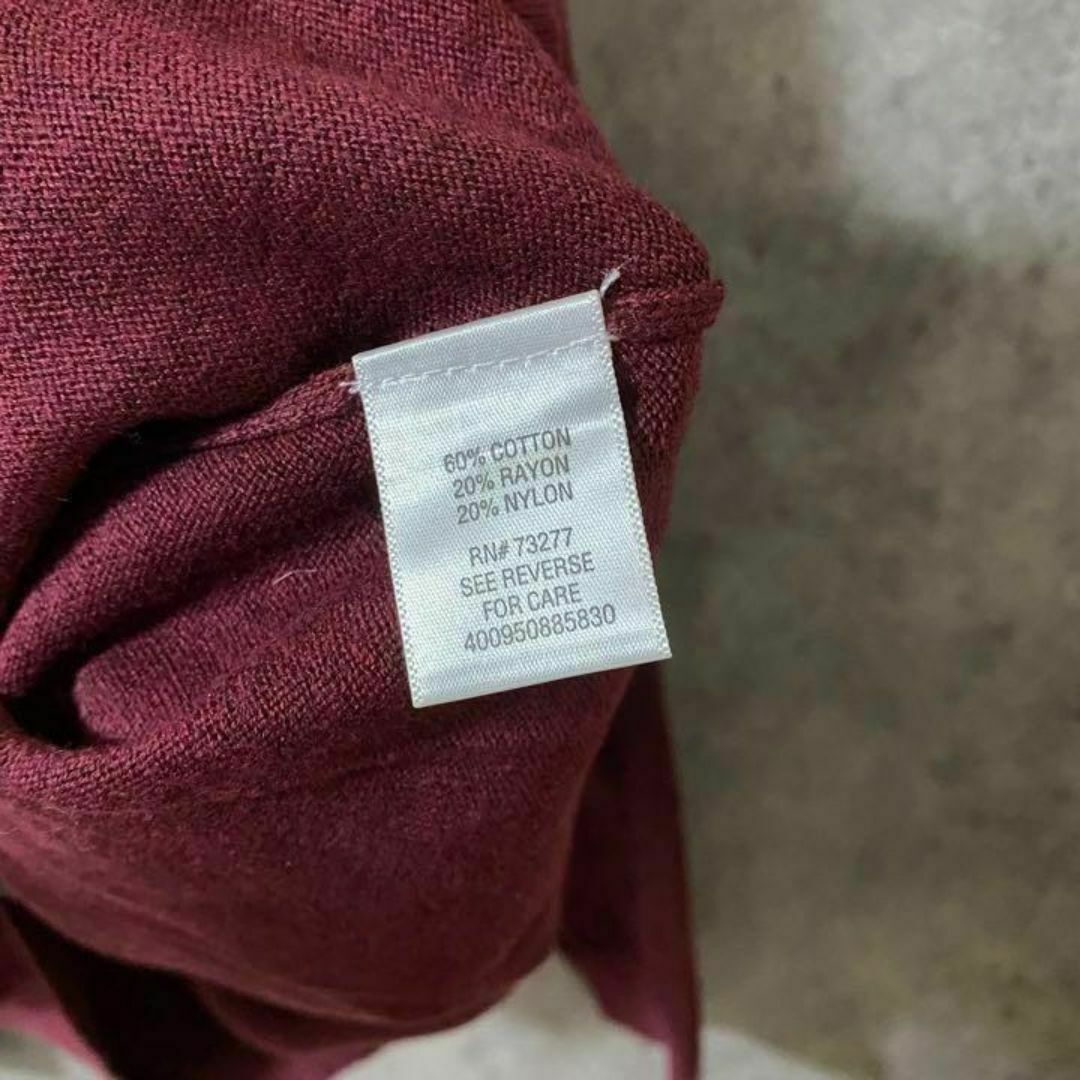 60% COTTON
20% RAYON
20% NYLON
RN# 73277
SEE REVERSE
FOR CARE
400950885830